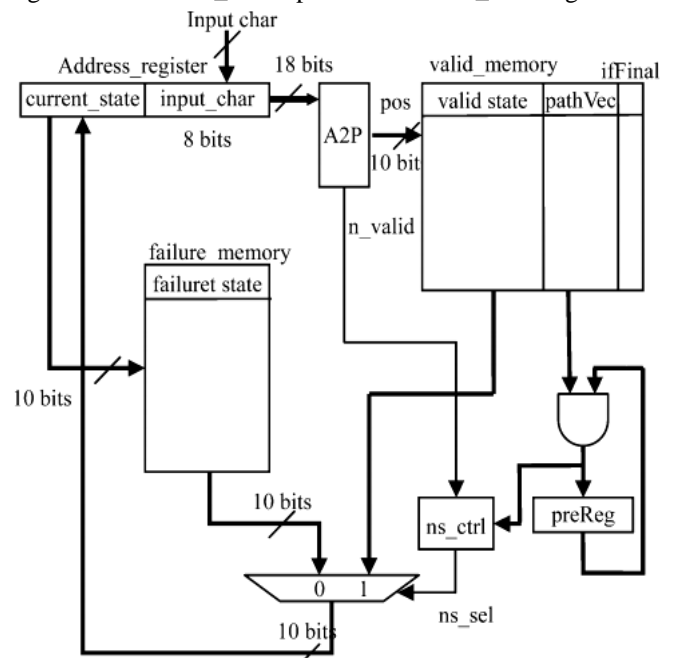 Input char
Address_register
18 bits
valid_memory
ifFinal
current_state
input_char
pos
valid state
pathVec
8 bits
A2P
10 bit
n_valid
failure_memory
failuret state
10 bits
10 bits
ns_ctrl
preReg
0 1
ns_sel
10 bits